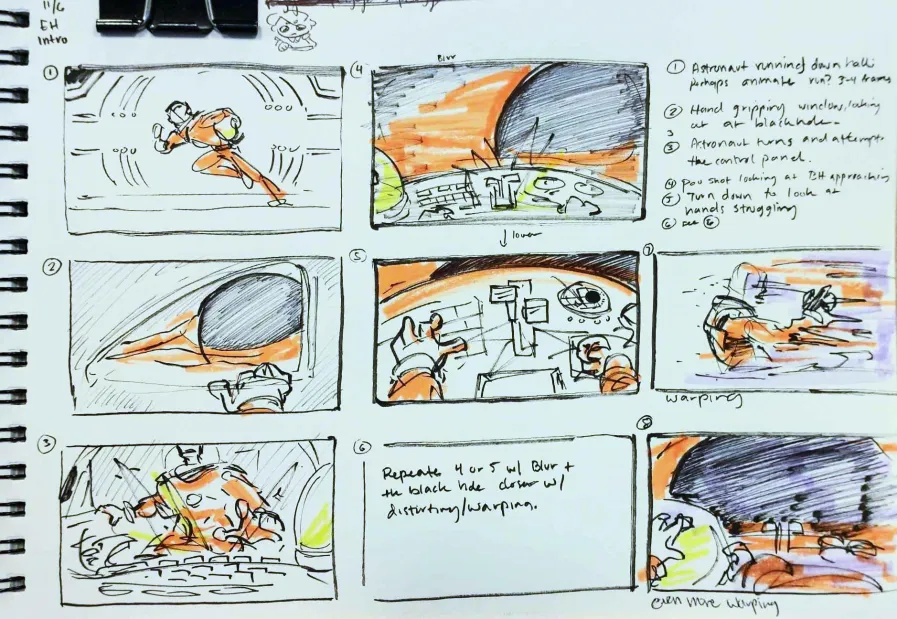 11/6
EH
Intro
① Astronaut running down hall
perhaps animate run? 3-4 frames
② Hand gripping window, looking
out at blackhole.
3
③ Astronaut turns and attempts
the control panel.
④ POV shot looking at BH approaching
⑤ Turn down to look at
hands struggling
⑥ see ⑥
①
④
Blur
↓ lower
②
⑤
⑦
warping
③
⑥
Repeate 4 or 5 w/ Blur +
the black hole closer w/
distorting/warping.
⑧
even more warping